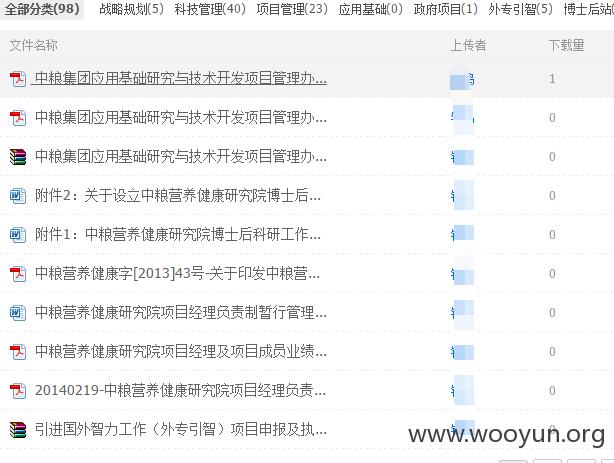 全部分类(98) 战略规划(5) 科技管理(40) 项目管理(23) 应用基础(0) 政府项目(1) 外专引智(5) 博士后站(
文件名称 上传者 下载量
中粮集团应用基础研究与技术开发项目管理办... 1
中粮集团应用基础研究与技术开发项目管理办... 0
中粮集团应用基础研究与技术开发项目管理办... 0
附件2：关于设立中粮营养健康研究院博士后... 0
附件1：中粮营养健康研究院博士后科研工作... 0
中粮营养健康字[2013]43号-关于印发中粮营... 0
中粮营养健康研究院项目经理负责制暂行管理... 0
中粮营养健康研究院项目经理及项目成员业绩... 0
20140219-中粮营养健康研究院项目经理负责... 0
引进国外智力工作（外专引智）项目申报及执... 0
www.wooyun.org